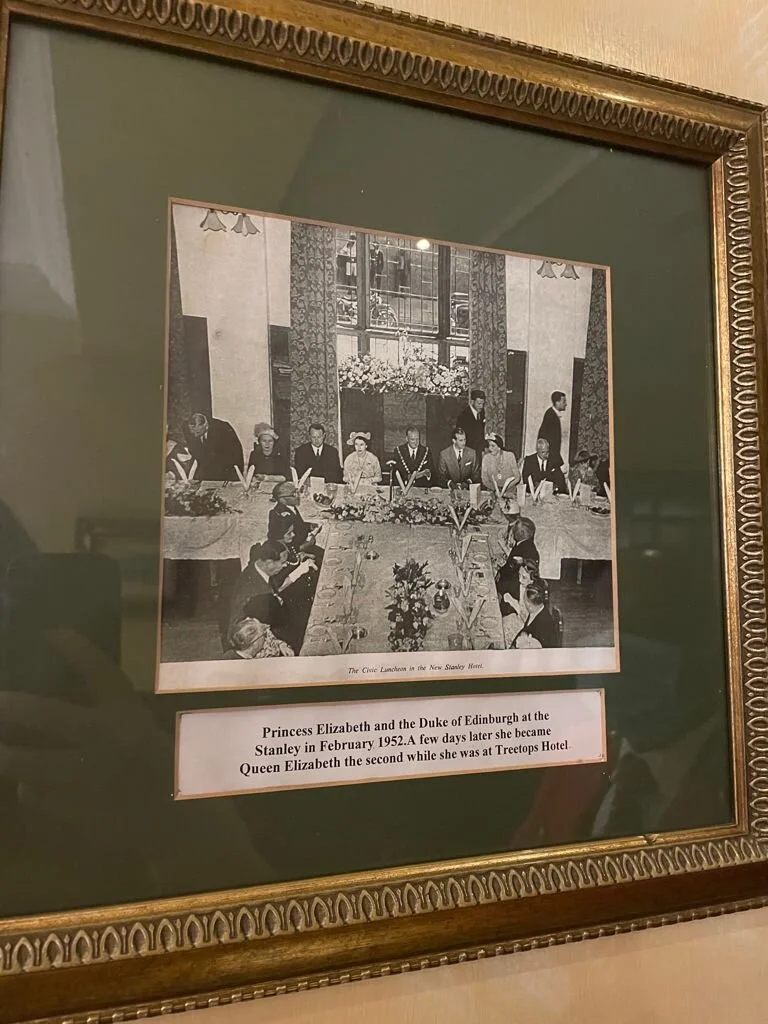 The Civic Luncheon in the New Stanley Hotel.
Princess Elizabeth and the Duke of Edinburgh at the
Stanley in February 1952.A few days later she became
Queen Elizabeth the second while she was at Treetops Hotel.